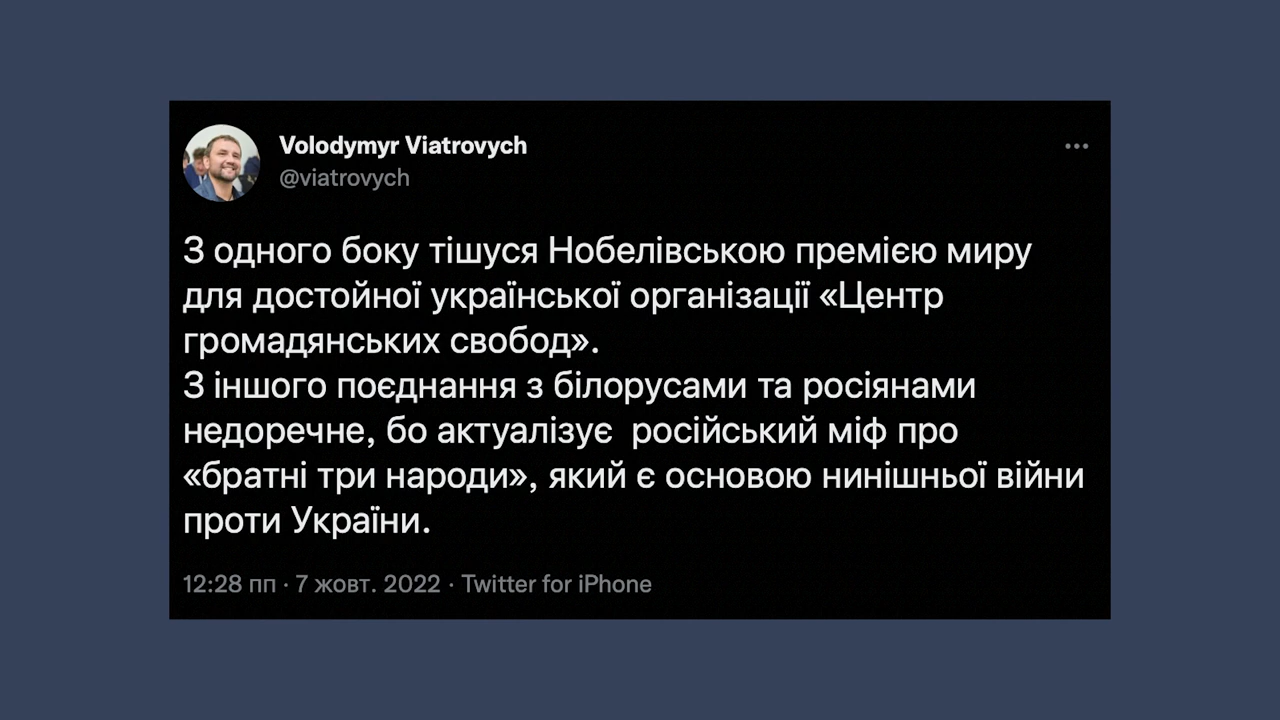 Volodymyr Viatrovych
@viatrovych
З одного боку тішуся Нобелівською премією миру
для достойної української організації «Центр
громадянських свобод».
З іншого поєднання з білорусами та росіянами
недоречне, бо актуалізує  російський міф про
«братні три народи», який є основою нинішньої війни
проти України.
12:28 пп · 7 жовт. 2022 · Twitter for iPhone